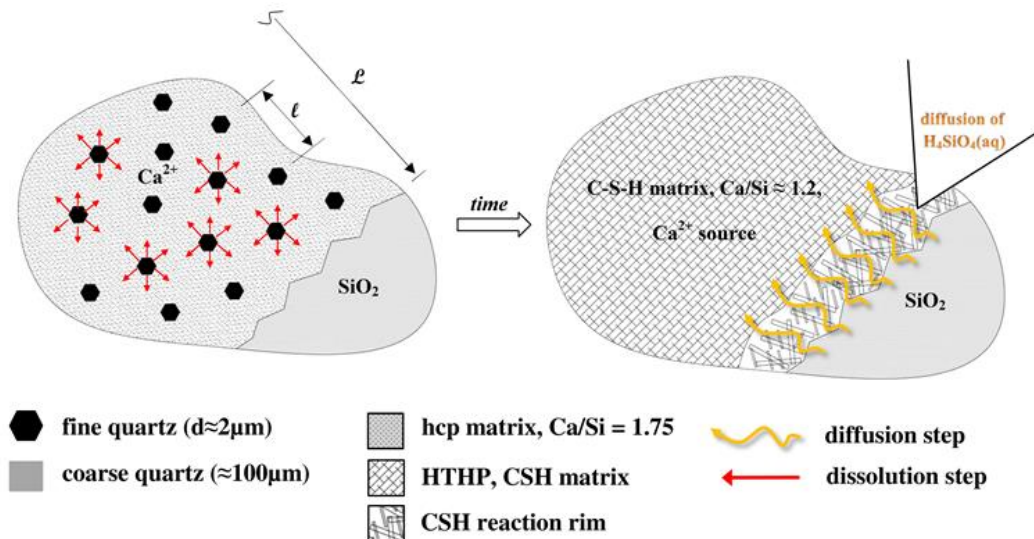 ℒ
ℓ
Ca²⁺
SiO₂
time
diffusion of
H₄SiO₄(aq)
C-S-H matrix, Ca/Si ≈ 1.2,
Ca²⁺ source
SiO₂
fine quartz (d≈2μm)
coarse quartz (≈100μm)
hcp matrix, Ca/Si = 1.75
HTHP, CSH matrix
CSH reaction rim
diffusion step
dissolution step